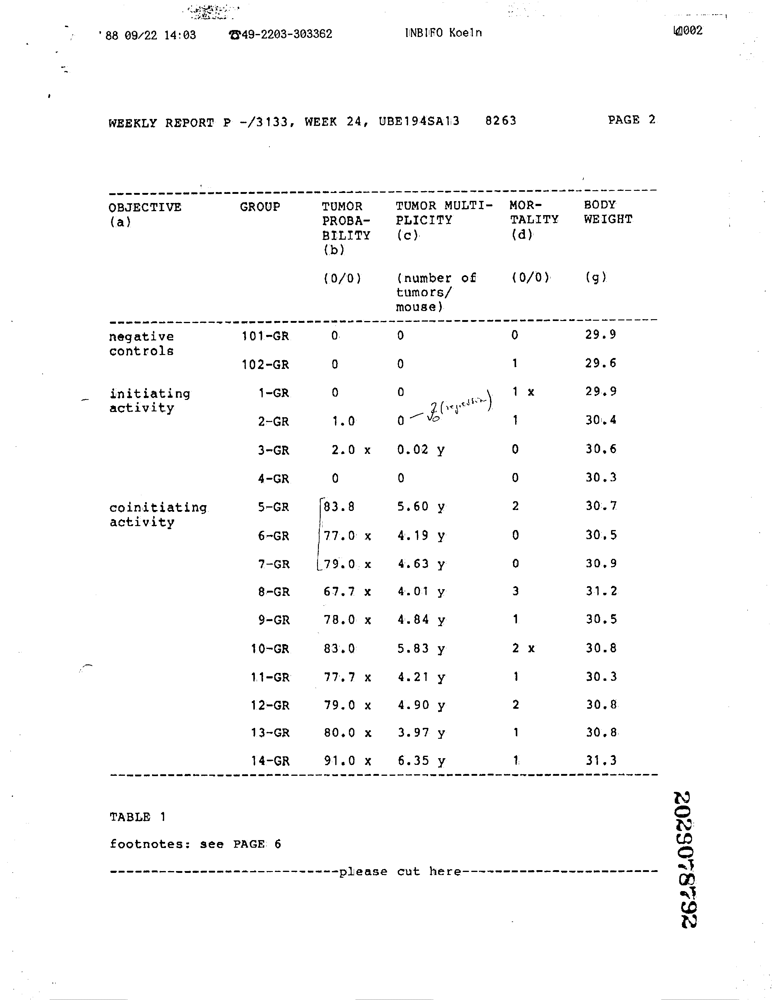 '88 09/22 14:03 ☎49-2203-303362 INBIFO Koeln 002
WEEKLY REPORT P -/3133, WEEK 24, UBE194SA13 8263 PAGE 2
OBJECTIVE GROUP TUMOR TUMOR MULTI- MOR- BODY
(a) PROBA- PLICITY TALITY WEIGHT
BILITY (c) (d)
(b)
(0/0) (number of (0/0) (g)
tumors/
mouse)
negative 101-GR 0 0 0 29.9
controls
102-GR 0 0 1 29.6
initiating 1-GR 0 0 1 x 29.9
activity
2-GR 1.0 0 1 30.4
3-GR 2.0 x 0.02 y 0 30.6
4-GR 0 0 0 30.3
coinitiating 5-GR 83.8 5.60 y 2 30.7
activity
6-GR 77.0 x 4.19 y 0 30.5
7-GR 79.0 x 4.63 y 0 30.9
8-GR 67.7 x 4.01 y 3 31.2
9-GR 78.0 x 4.84 y 1 30.5
10-GR 83.0 5.83 y 2 x 30.8
11-GR 77.7 x 4.21 y 1 30.3
12-GR 79.0 x 4.90 y 2 30.8
13-GR 80.0 x 3.97 y 1 30.8
14-GR 91.0 x 6.35 y 1 31.3
TABLE 1
footnotes: see PAGE 6
----------------------------please cut here------------------------
2029078792